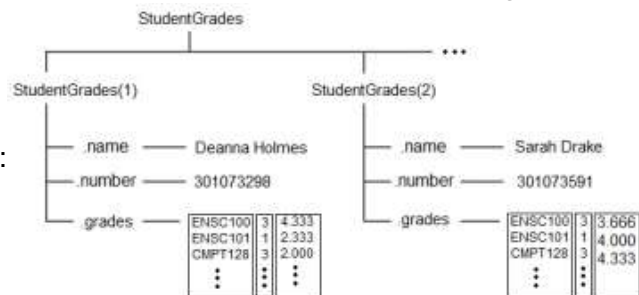 StudentGrades
...
StudentGrades(1) StudentGrades(2)
: .name Deanna Holmes .name Sarah Drake
.number 301073298 .number 301073591
.grades ENSC100 3 4.333 .grades ENSC100 3 3.666
ENSC101 1 2.333 ENSC101 1 4.000
CMPT128 3 2.000 CMPT128 3 4.333